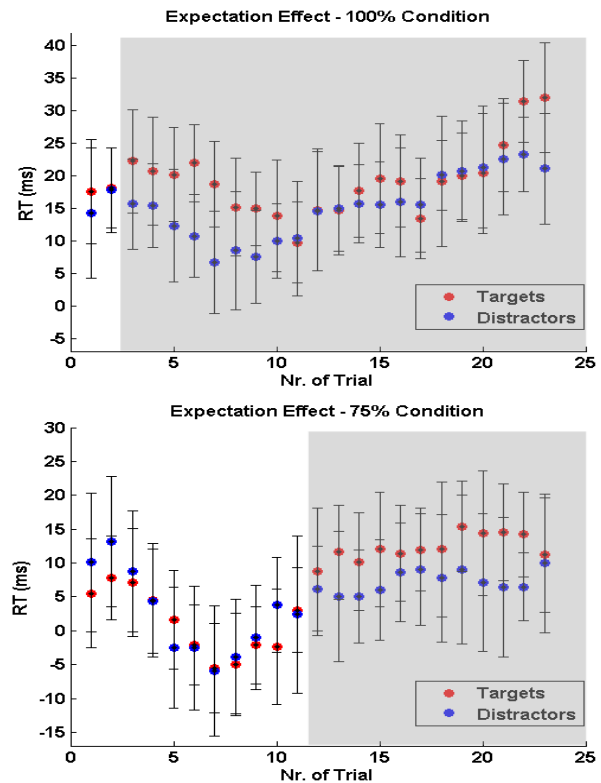 Expectation Effect - 100% Condition
40
35
30
25
20
15
10
5
0
-5
RT (ms)
Targets
Distractors
0 5 10 15 20 25
Nr. of Trial
Expectation Effect - 75% Condition
30
25
20
15
10
5
0
-5
-10
-15
RT (ms)
Targets
Distractors
0 5 10 15 20 25
Nr. of Trial